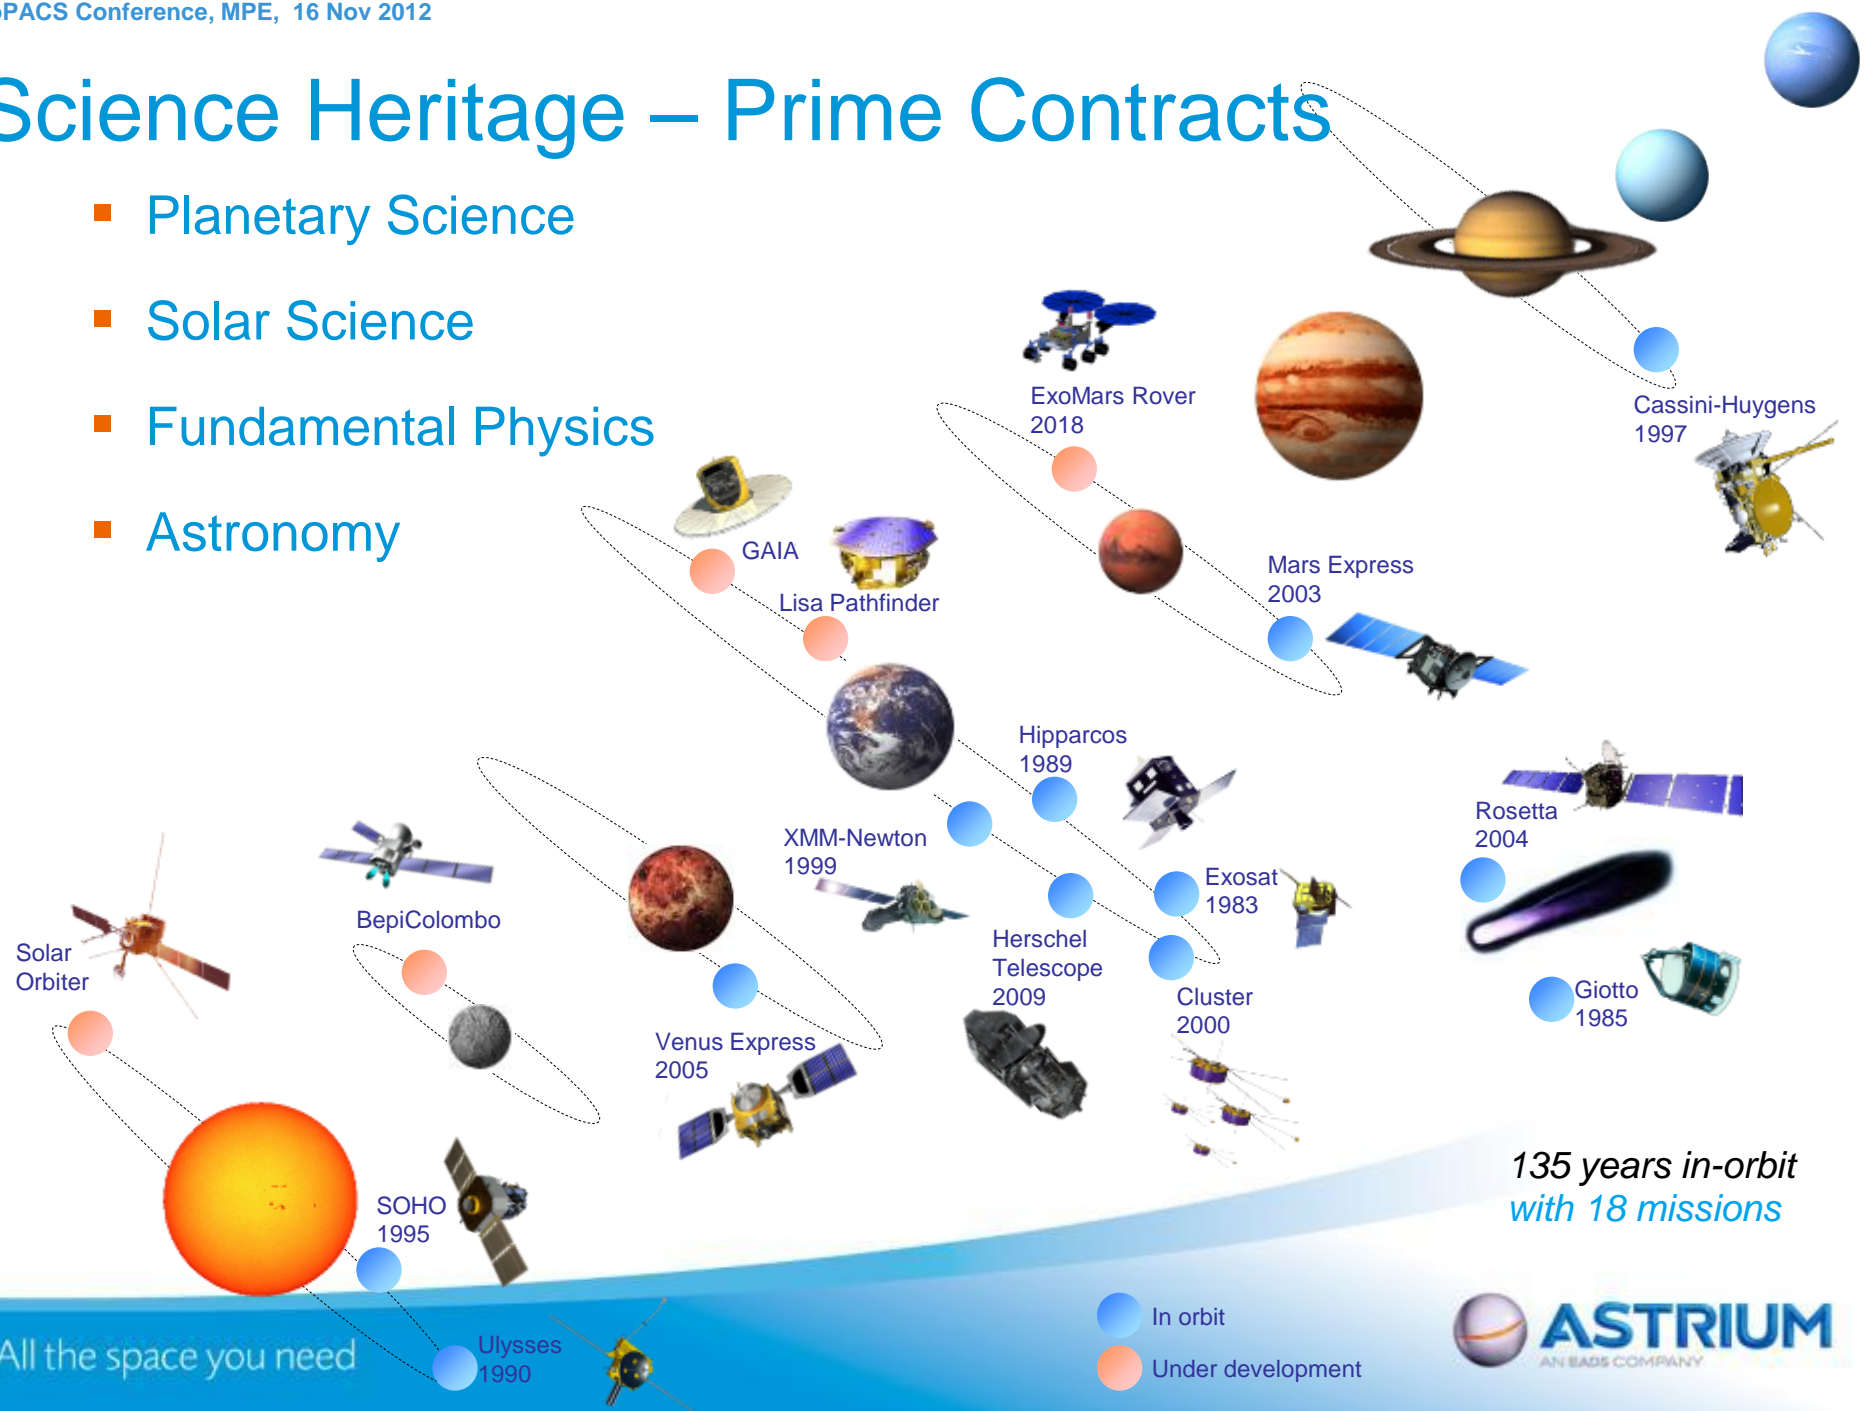 oPACS Conference, MPE, 16 Nov 2012
Science Heritage – Prime Contracts
Planetary Science
Solar Science
Fundamental Physics
Astronomy
ExoMars Rover
2018
Cassini-Huygens
1997
GAIA
Lisa Pathfinder
Mars Express
2003
Hipparcos
1989
XMM-Newton
1999
Rosetta
2004
Exosat
1983
BepiColombo
Solar
Orbiter
Herschel
Telescope
2009
Cluster
2000
Giotto
1985
Venus Express
2005
SOHO
1995
135 years in-orbit
with 18 missions
Ulysses
1990
In orbit
Under development
All the space you need
ASTRIUM
AN EADS COMPANY